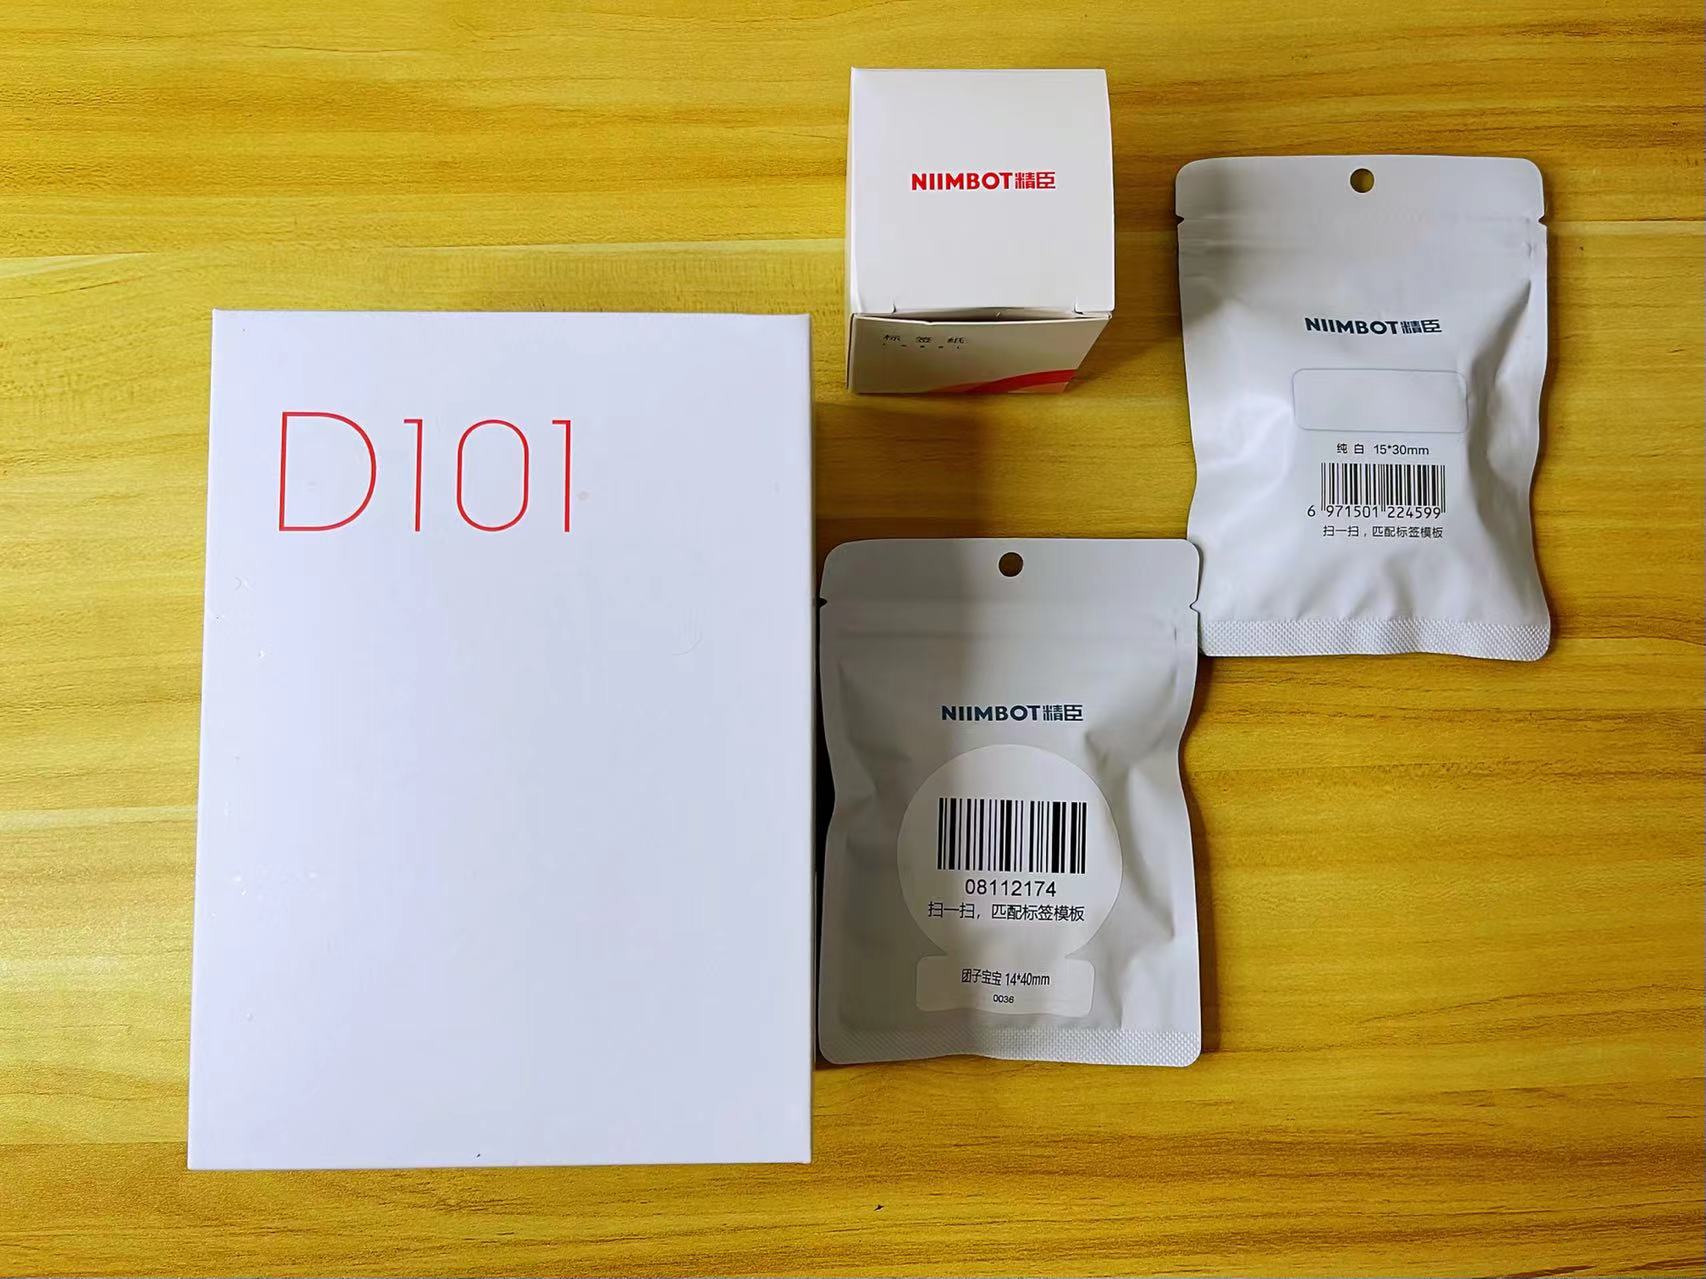 D101
NIIMBOT精臣
标签纸
NIIMBOT精臣
纯白 15*30mm
6 971501 224599
扫一扫，匹配标签模板
NIIMBOT精臣
08112174
扫一扫，匹配标签模板
团子宝宝 14*40mm
0036